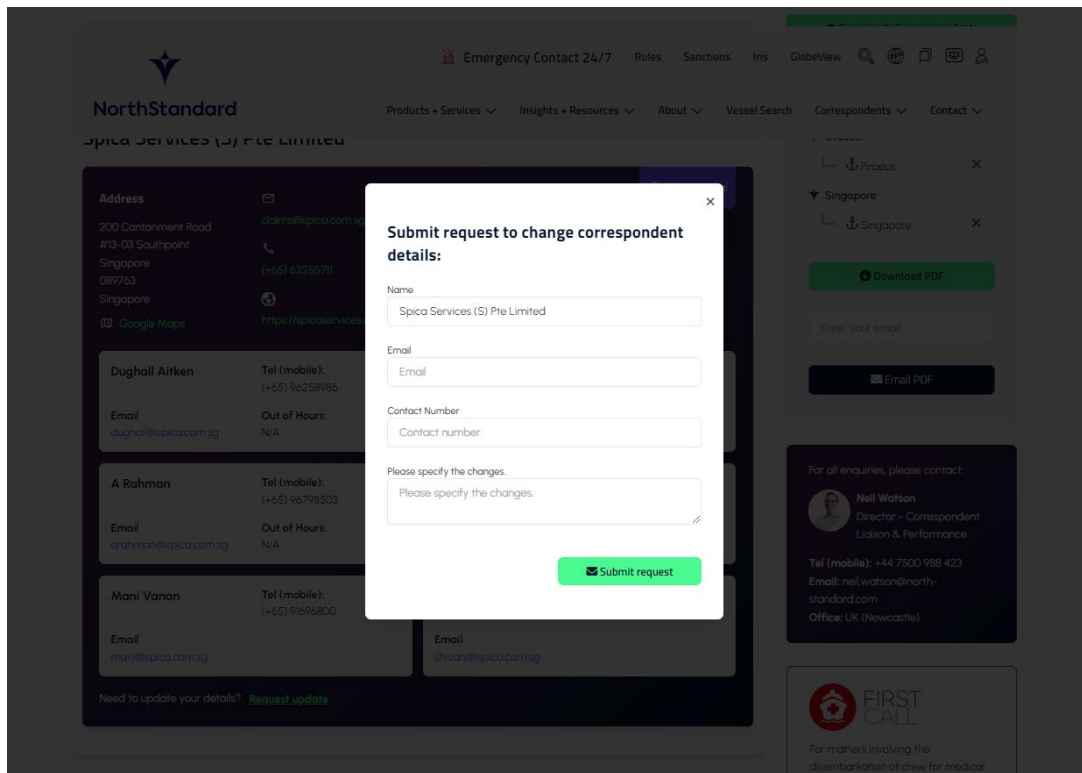 Emergency Contact 24/7
Rules
Sanctions
Iris
GlobeView
NorthStandard
Products + Services
Insights + Resources
About
Vessel Search
Correspondents
Contact
Spica Services (S) Pte Limited
Address
200 Cantonment Road
#13-03 Southpoint
Singapore
089763
Singapore
Google Maps
claims@spica.com.sg
(+65) 62255711
https://spicaservices.
Dughall Aitken
Tel (mobile):
(+65) 96258986
Email
dughall@spica.com.sg
Out of Hours:
N/A
A Rahman
Tel (mobile):
(+65) 96798503
Email
arahman@spica.com.sg
Out of Hours:
N/A
Mani Vanan
Tel (mobile):
(+65) 91696800
Email
mani@spica.com.sg
Email
shivani@spica.com.sg
Need to update your details? Request update
Submit request to change correspondent
details:
Name
Spica Services (S) Pte Limited
Email
Email
Contact Number
Contact number
Please specify the changes.
Please specify the changes.
Submit request
Piraeus
Singapore
Singapore
Download PDF
Enter your email
Email PDF
For all enquiries, please contact:
Neil Watson
Director - Correspondent
Liaison & Performance
Tel (mobile): +44 7500 988 423
Email: neil.watson@north-
standard.com
Office: UK (Newcastle)
FIRST
CALL
For matters involving the
disembarkation of crew for medical